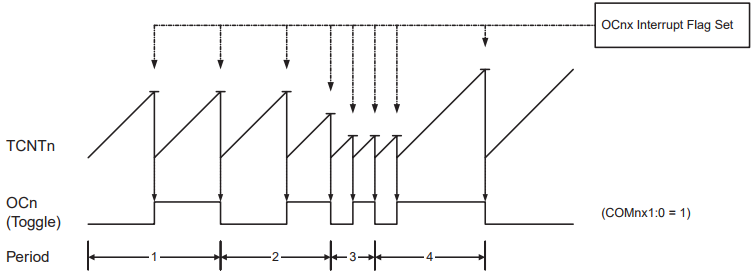 OCnx Interrupt Flag Set
TCNTn
OCn
(Toggle)
(COMnx1:0 = 1)
Period
1
2
3
4